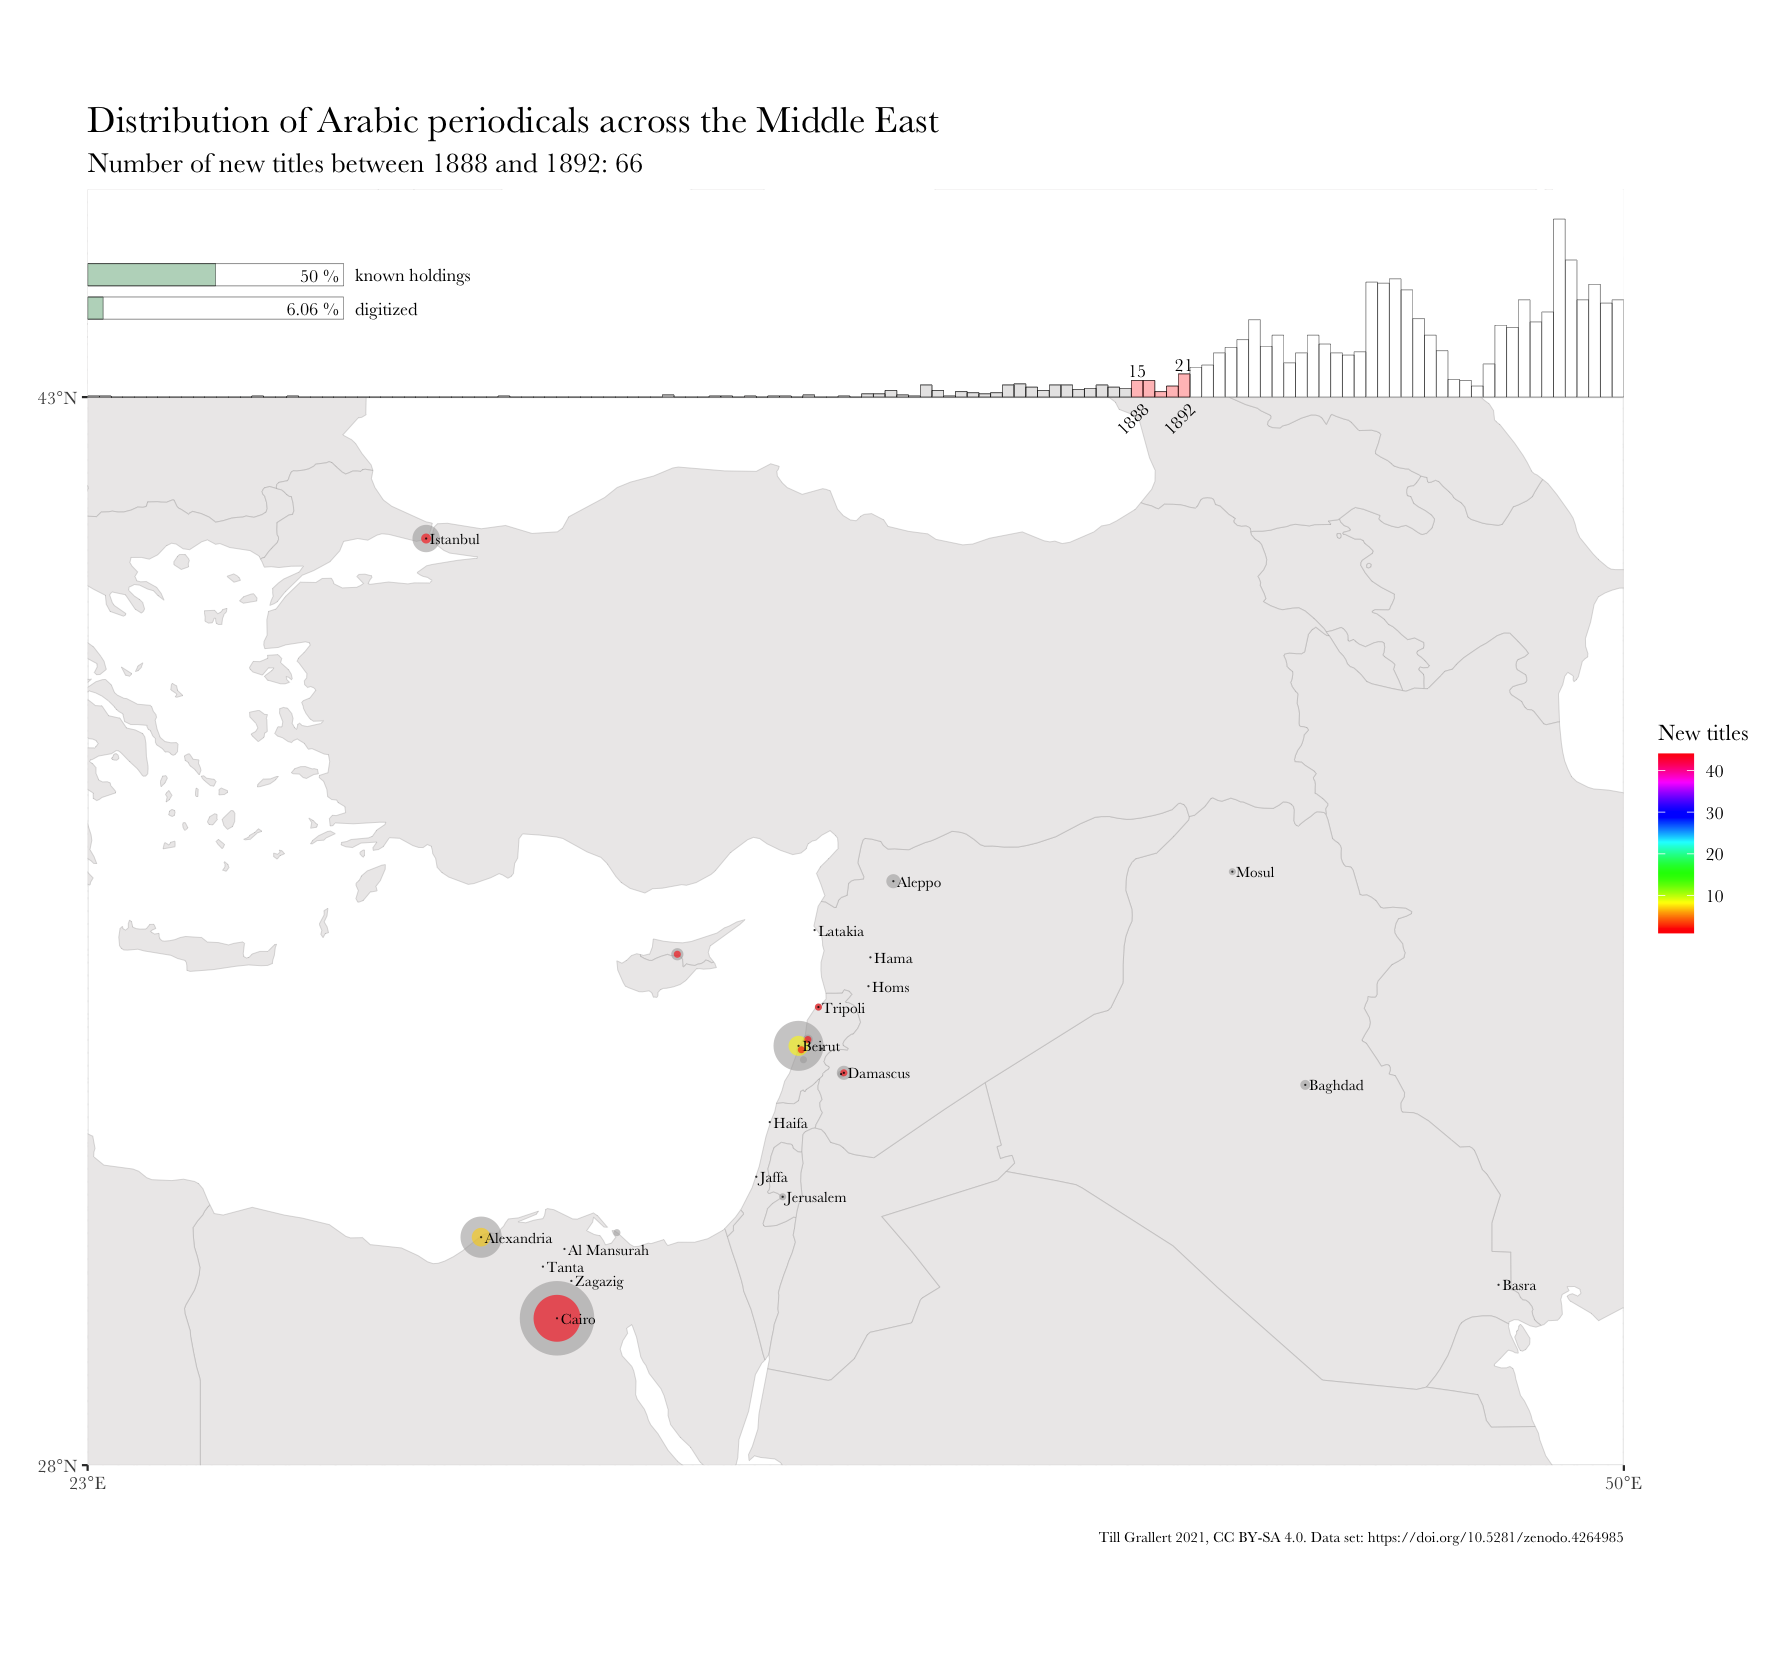 Distribution of Arabic periodicals across the Middle East
Number of new titles between 1888 and 1892: 66
50 % known holdings
6.06 % digitized
15
21
43°N
1888
1892
Istanbul
New titles
40
30
20
10
Aleppo
Mosul
Latakia
Hama
Homs
Tripoli
Beirut
Damascus
Baghdad
Haifa
Jaffa
Jerusalem
Alexandria
Al Mansurah
Tanta
Zagazig
Basra
Cairo
28°N
23°E
50°E
Till Grallert 2021, CC BY-SA 4.0. Data set: https://doi.org/10.5281/zenodo.4264985